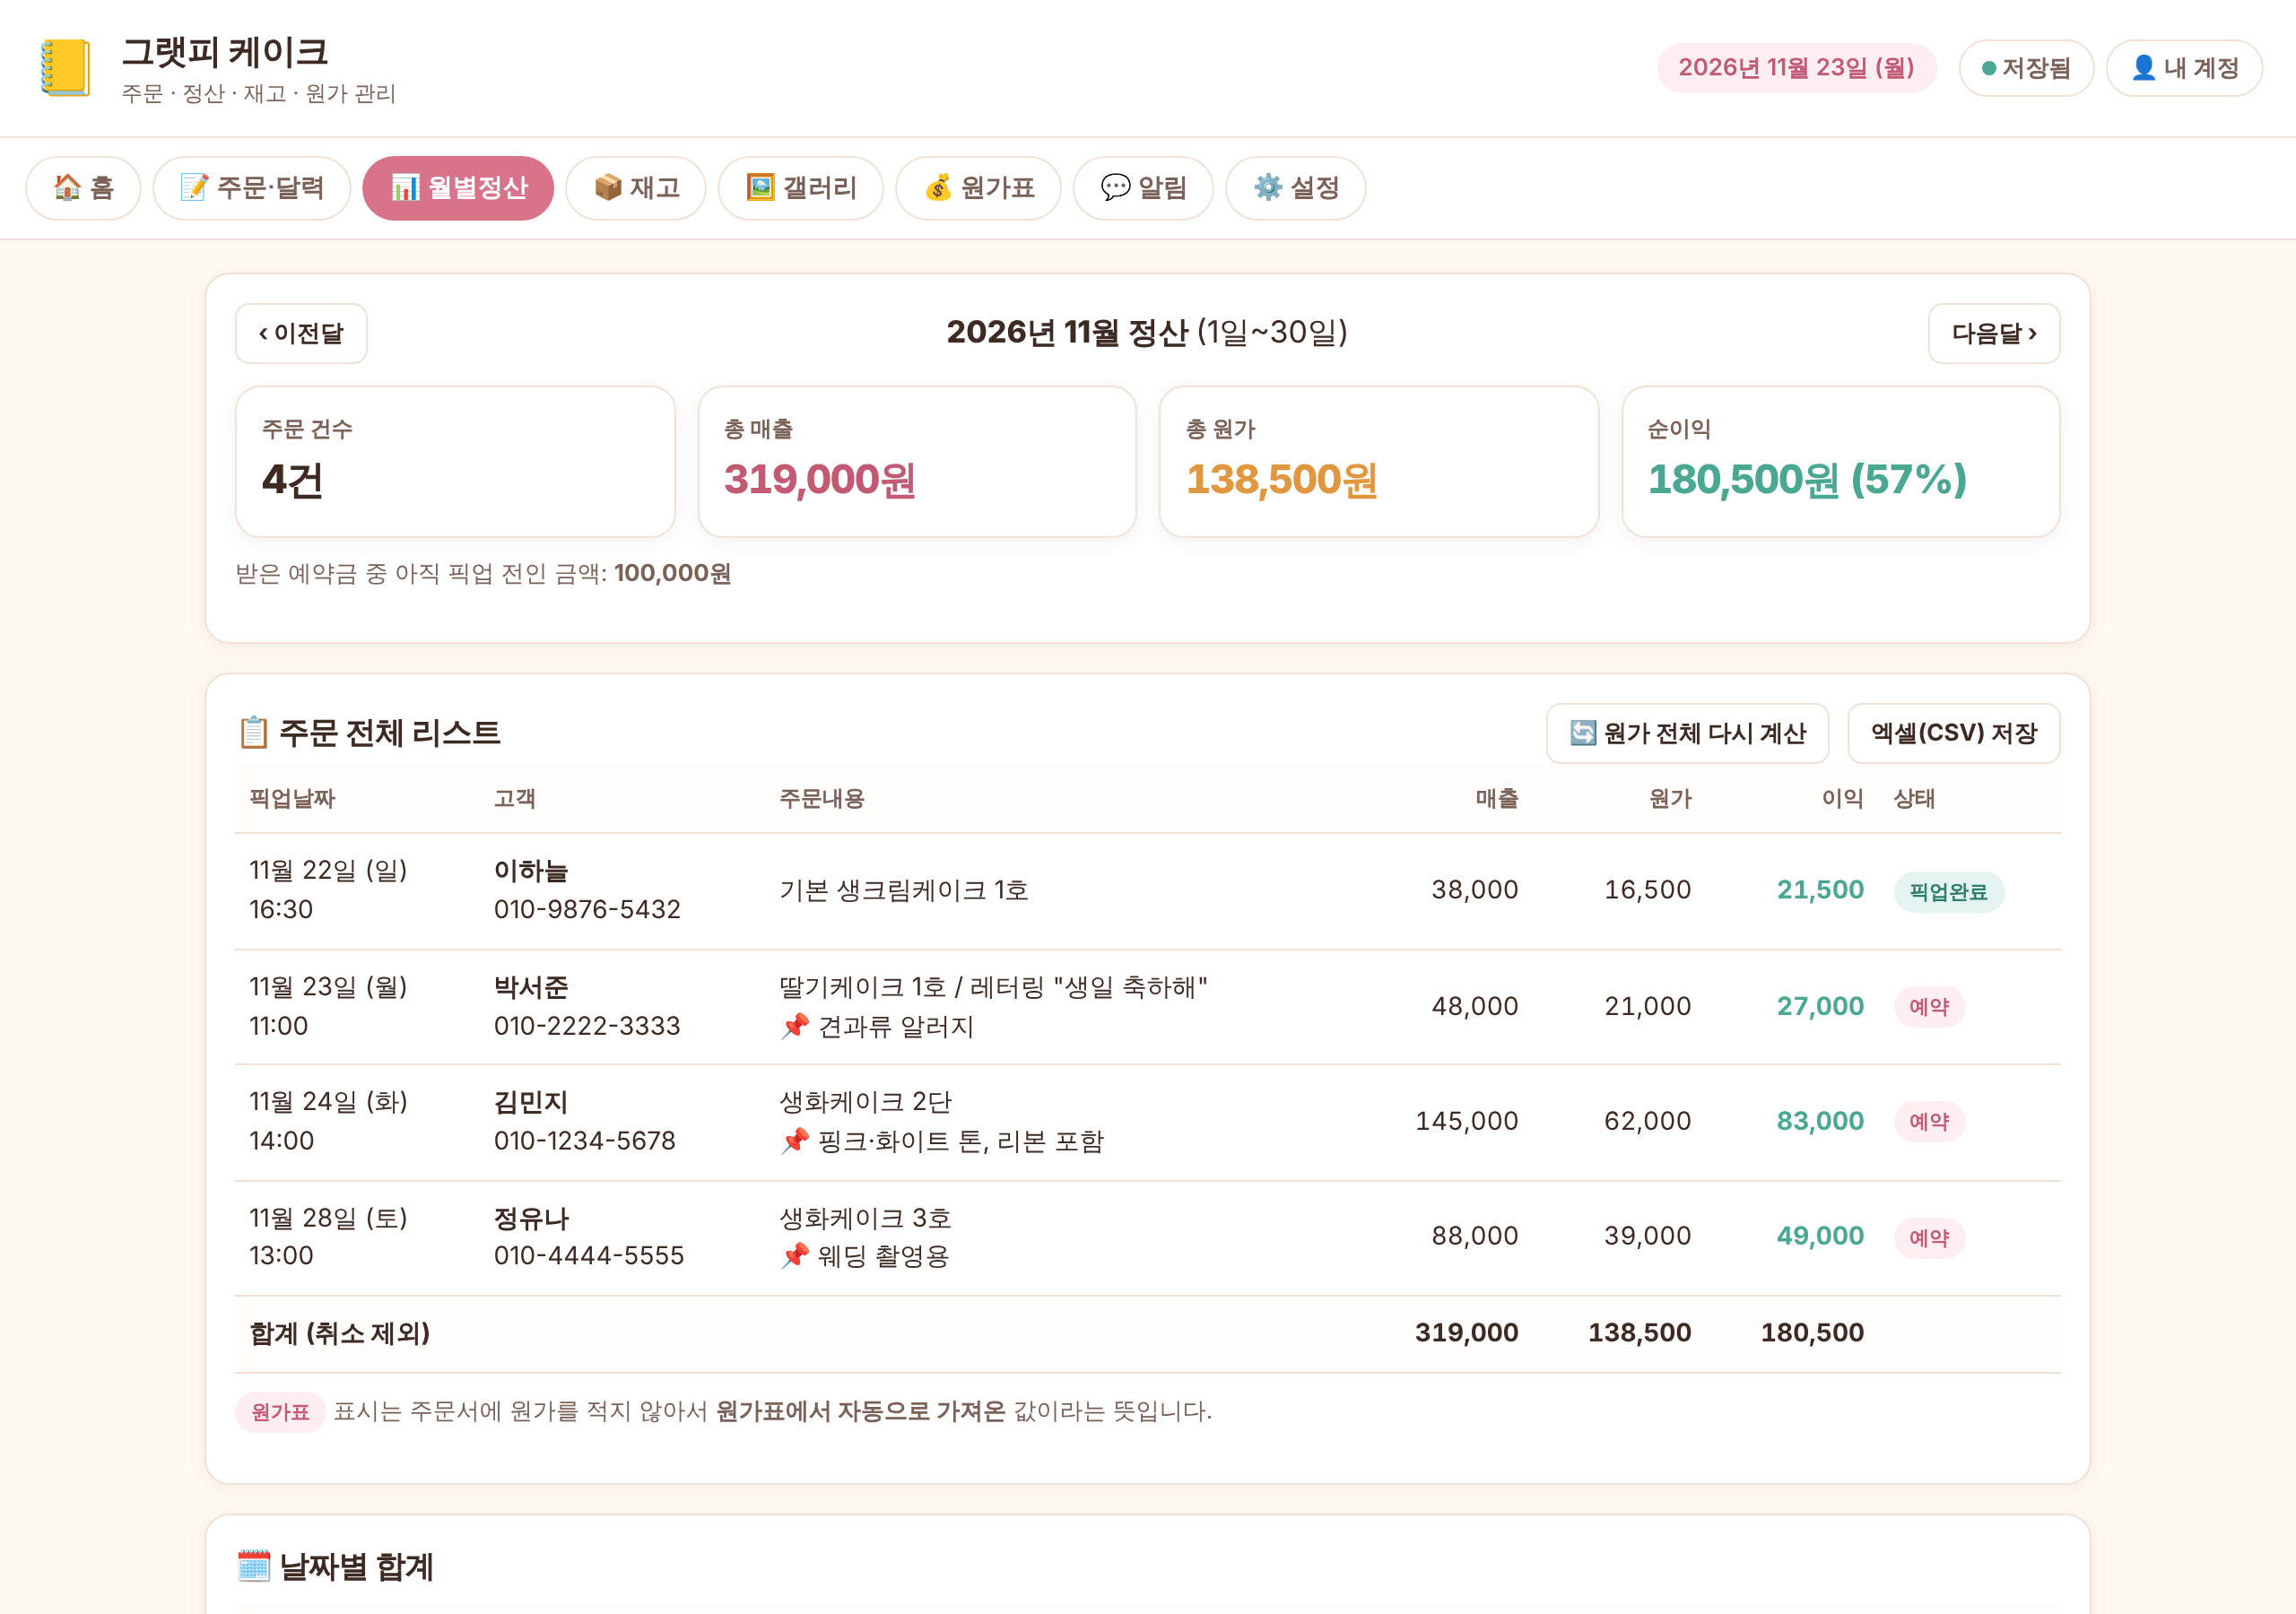 그랫피 케이크
주문 · 정산 · 재고 · 원가 관리
2026년 11월 23일 (월)
저장됨
내 계정
홈
주문·달력
월별정산
재고
갤러리
원가표
알림
설정
‹ 이전달
2026년 11월 정산 (1일~30일)
다음달 ›
주문 건수
4건
총 매출
319,000원
총 원가
138,500원
순이익
180,500원 (57%)
받은 예약금 중 아직 픽업 전인 금액: 100,000원
주문 전체 리스트
원가 전체 다시 계산
엑셀(CSV) 저장
픽업날짜 고객 주문내용 매출 원가 이익 상태
11월 22일 (일)
16:30
이하늘
010-9876-5432
기본 생크림케이크 1호
38,000 16,500 21,500 픽업완료
11월 23일 (월)
11:00
박서준
010-2222-3333
딸기케이크 1호 / 레터링 "생일 축하해"
견과류 알러지
48,000 21,000 27,000 예약
11월 24일 (화)
14:00
김민지
010-1234-5678
생화케이크 2단
핑크·화이트 톤, 리본 포함
145,000 62,000 83,000 예약
11월 28일 (토)
13:00
정유나
010-4444-5555
생화케이크 3호
웨딩 촬영용
88,000 39,000 49,000 예약
합계 (취소 제외) 319,000 138,500 180,500
원가표 표시는 주문서에 원가를 적지 않아서 원가표에서 자동으로 가져온 값이라는 뜻입니다.
날짜별 합계